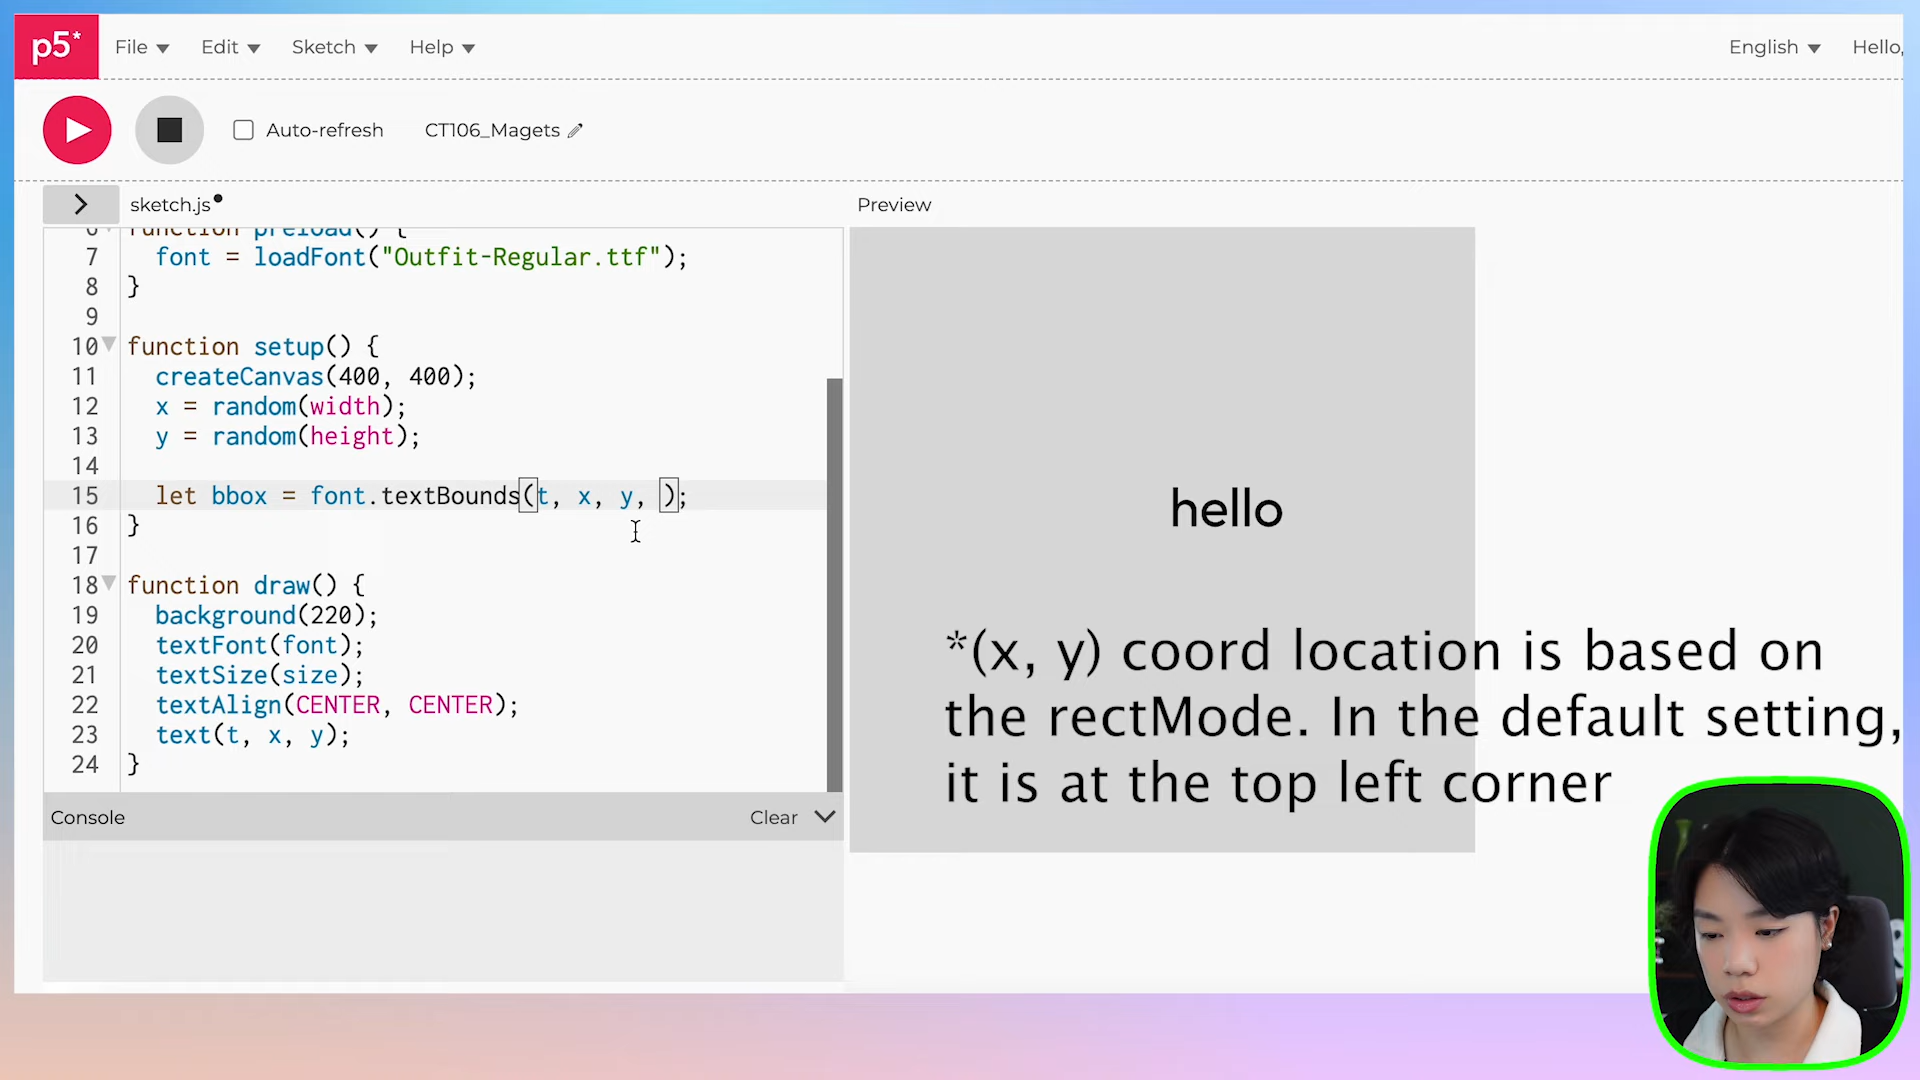 p5*
File
Edit
Sketch
Help
English
Hello,
Auto-refresh
CT106_Magets
sketch.js
Preview
6 function preload() {
7 font = loadFont("Outfit-Regular.ttf");
8 }
9
10 function setup() {
11 createCanvas(400, 400);
12 x = random(width);
13 y = random(height);
14
15 let bbox = font.textBounds(t, x, y, );
16 }
17
18 function draw() {
19 background(220);
20 textFont(font);
21 textSize(size);
22 textAlign(CENTER, CENTER);
23 text(t, x, y);
24 }
hello
*(x, y) coord location is based on
the rectMode. In the default setting,
it is at the top left corner
Console
Clear